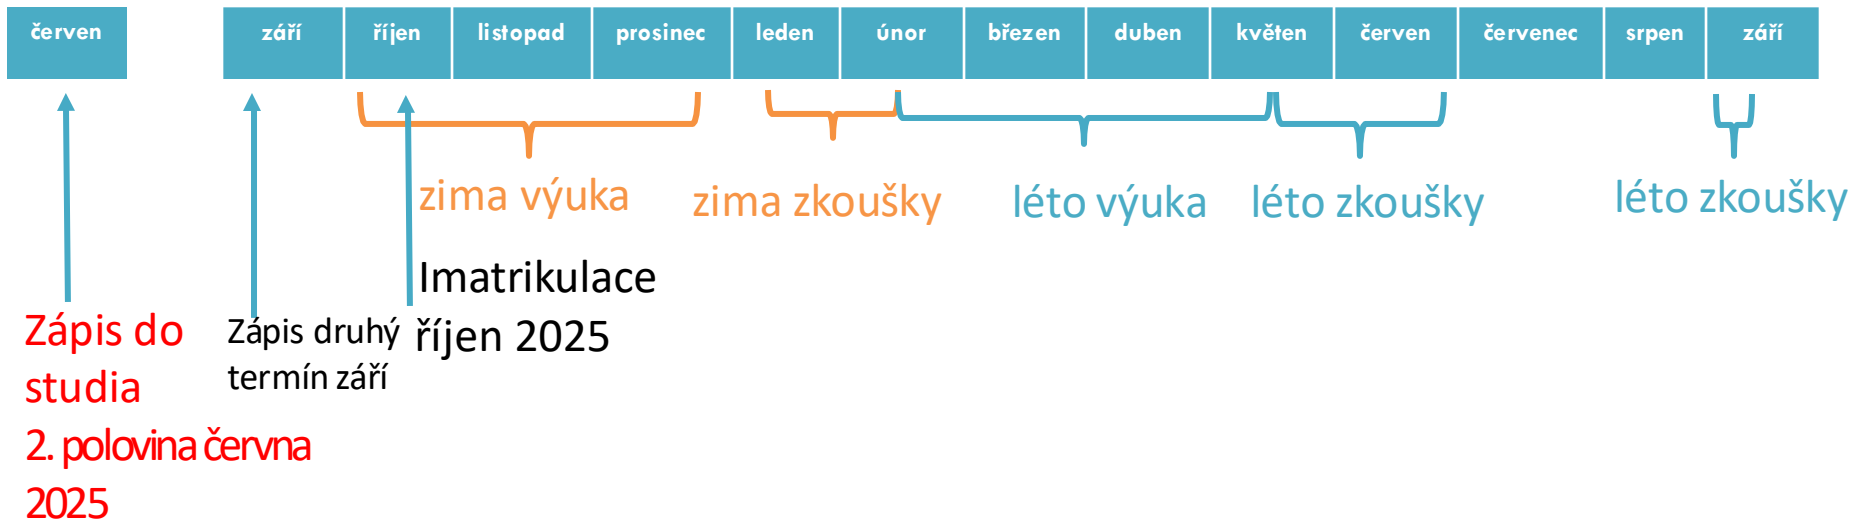 červen
září
říjen
listopad
prosinec
leden
únor
březen
duben
květen
červen
červenec
srpen
září
zima výuka
zima zkoušky
léto výuka
léto zkoušky
léto zkoušky
Imatrikulace
říjen 2025
Zápis do
studia
2. polovina června
2025
Zápis druhý
termín září